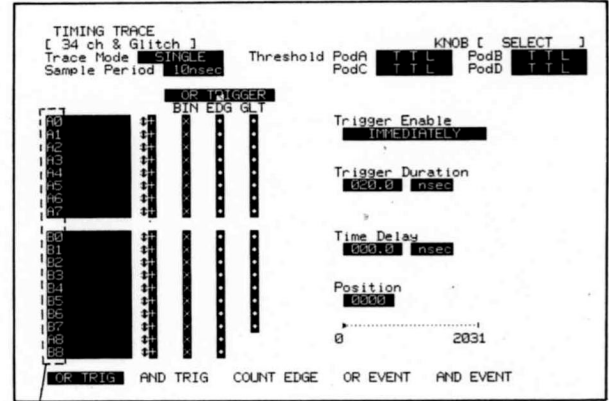 TIMING TRACE
[ 34 ch & Glitch ] KNOB [ SELECT ]
Trace Mode SINGLE Threshold PodA T T L PodB T T L
Sample Period 10nsec PodC T T L PodD T T L
OR TRIGGER
BIN EDG GLT
A0
A1
A2
A3
A4
A5
A6
A7
B0
B1
B2
B3
B4
B5
B6
B7
A8
B8
Trigger Enable
IMMEDIATELY
Trigger Duration
020.0 nsec
Time Delay
000.0 nsec
Position
0000
0 2031
OR TRIG AND TRIG COUNT EDGE OR EVENT AND EVENT